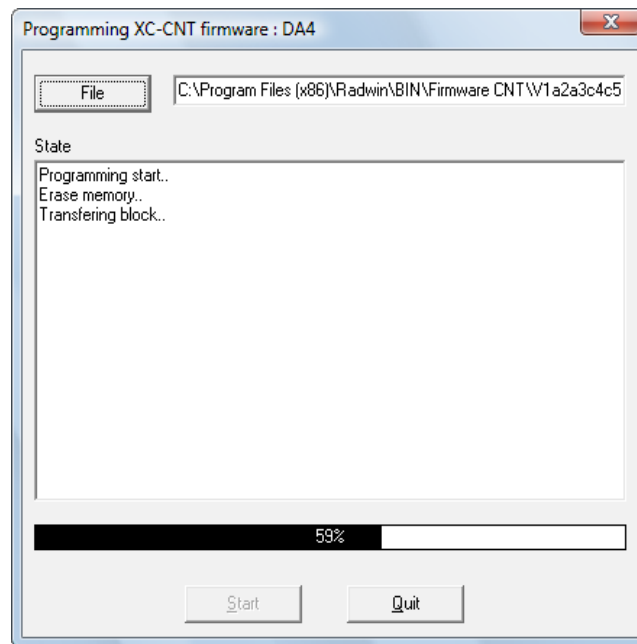 Programming XC-CNT firmware : DA4
File
C:\Program Files (x86)\Radwin\BIN\Firmware CNT\V1a2a3c4c5
State
Programming start..
Erase memory..
Transfering block..
59%
Start
Quit